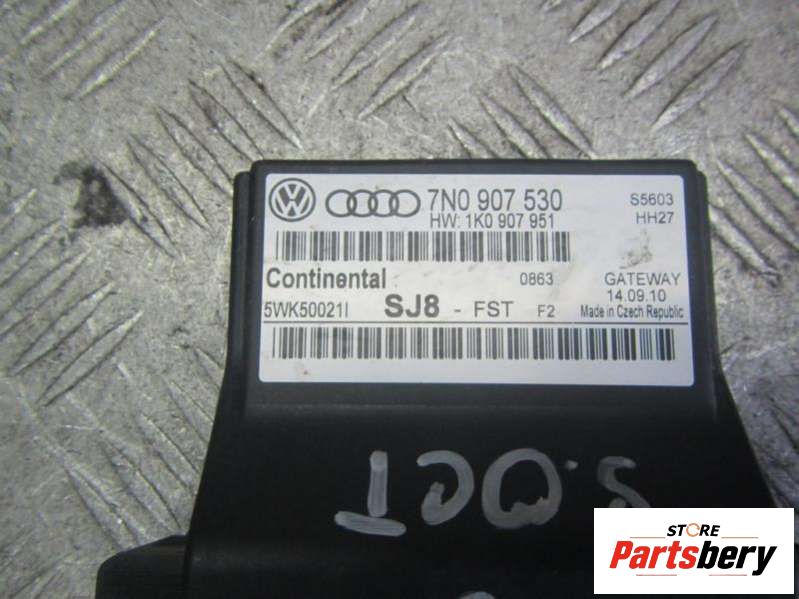 7N0 907 530
S5603
HW: 1K0 907 951
HH27
Continental
0863
GATEWAY
14.09.10
5WK50021I
SJ8 - FST F2
Made in Czech Republic
STORE
Partsbery